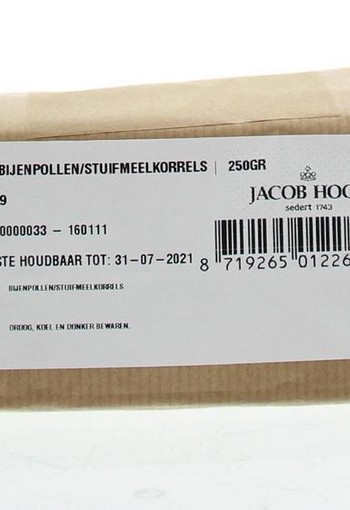 BIJENPOLLEN/STUIFMEELKORRELS | 250GR
9
0000033 - 160111
STE HOUDBAAR TOT: 31-07-2021
BIJENPOLLEN/STUIFMEELKORRELS
DROOG, KOEL EN DONKER BEWAREN.
JACOB HOO
sedert 1743
8 719265 01226